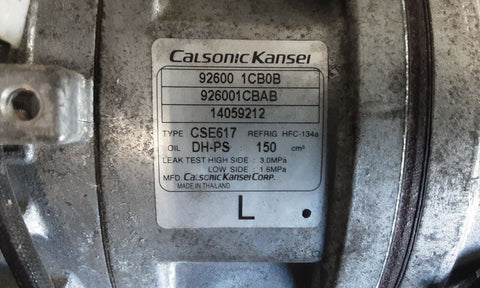 CALSONIC KANSEI
92600 1CB0B
926001CBAB
14059212
TYPE CSE617 REFRIG HFC-134a
OIL DH-PS 150 cm³
LEAK TEST HIGH SIDE : 3.0MPa
LOW SIDE : 1.6MPa
MFD CALSONIC KANSEI CORP.
MADE IN THAILAND
L